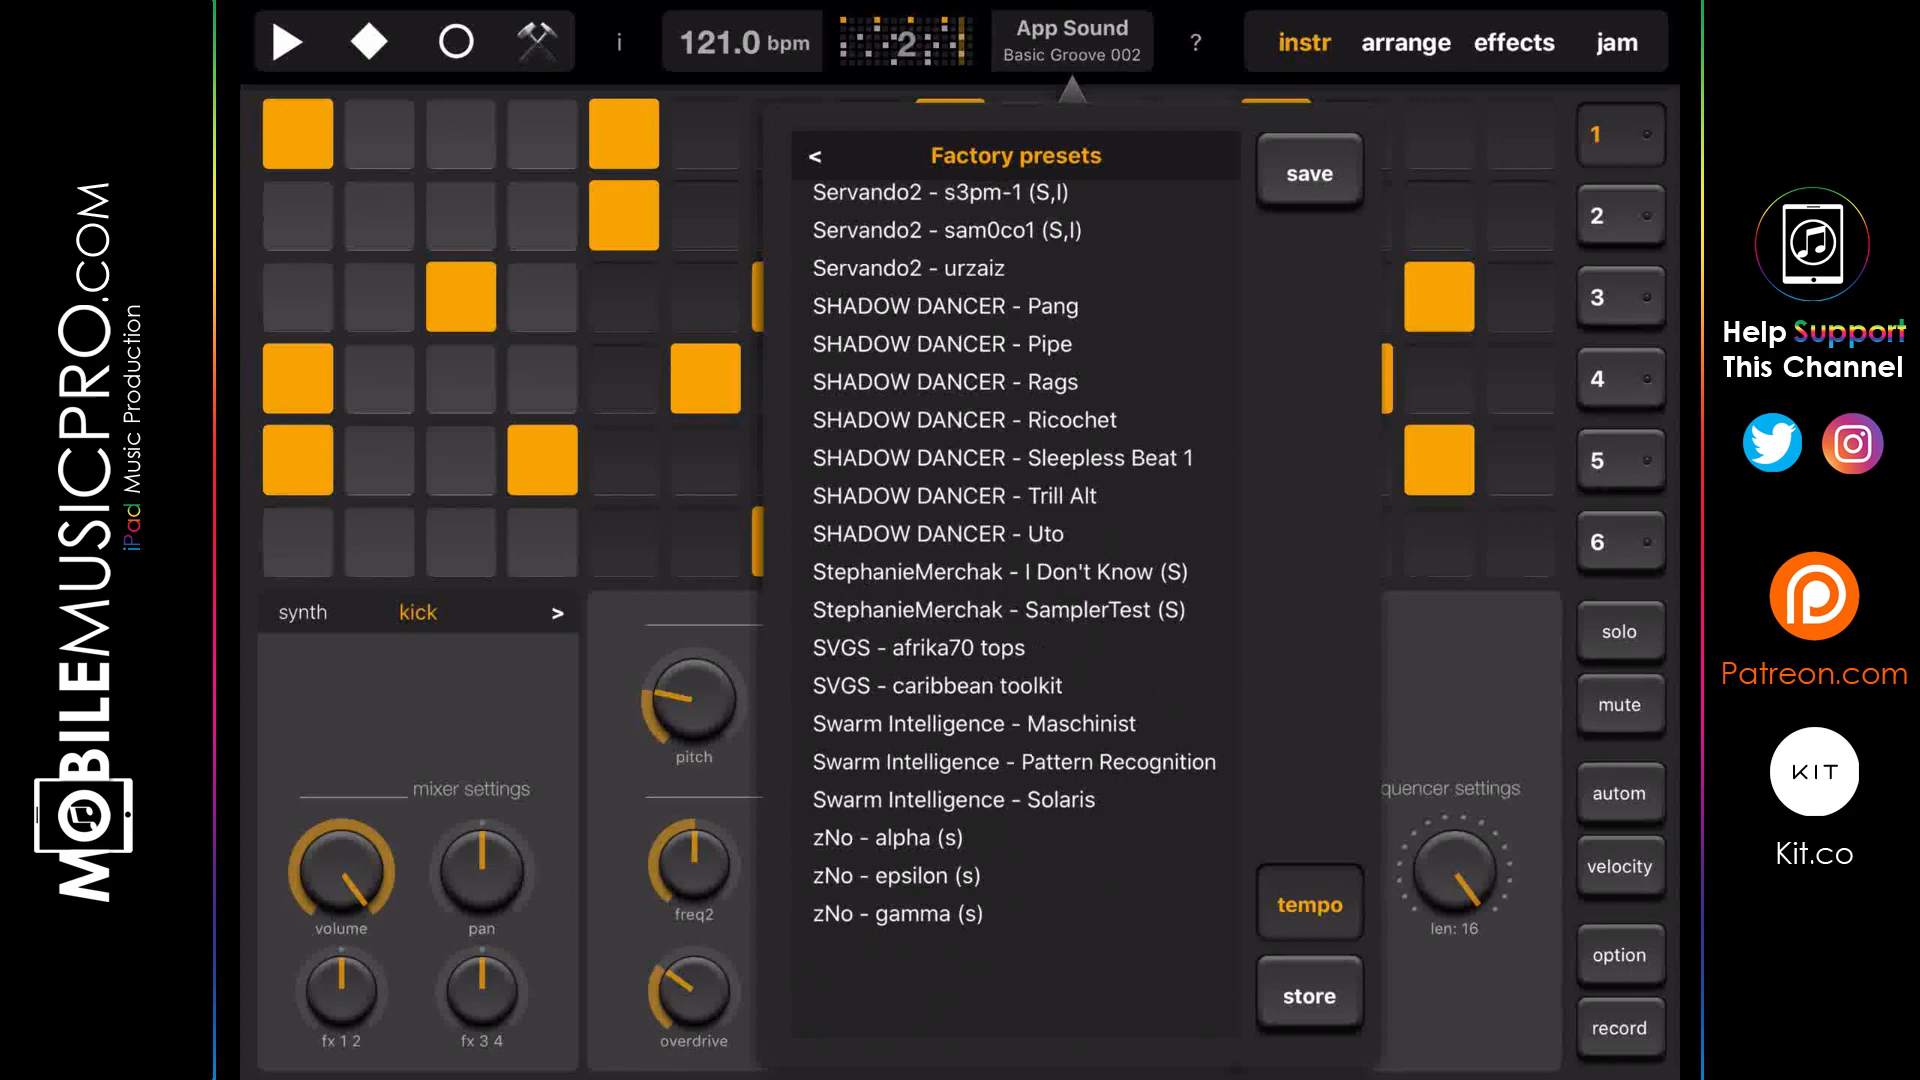 MOBILEMUSICPRO.COM
iPad Music Production
i
121.0 bpm
2
App Sound
Basic Groove 002
?
instr
arrange
effects
jam
<
Factory presets
save
Servando2 - s3pm-1 (S,I)
Servando2 - sam0co1 (S,I)
Servando2 - urzaiz
SHADOW DANCER - Pang
SHADOW DANCER - Pipe
SHADOW DANCER - Rags
SHADOW DANCER - Ricochet
SHADOW DANCER - Sleepless Beat 1
SHADOW DANCER - Trill Alt
SHADOW DANCER - Uto
StephanieMerchak - I Don't Know (S)
StephanieMerchak - SamplerTest (S)
SVGS - afrika70 tops
SVGS - caribbean toolkit
Swarm Intelligence - Maschinist
Swarm Intelligence - Pattern Recognition
Swarm Intelligence - Solaris
zNo - alpha (s)
zNo - epsilon (s)
zNo - gamma (s)
tempo
store
synth
kick
>
mixer settings
volume
pan
fx 1 2
fx 3 4
pitch
freq2
overdrive
quencer settings
len: 16
1
2
3
4
5
6
solo
mute
autom
velocity
option
record
Help Support
This Channel
Patreon.com
KIT
Kit.co